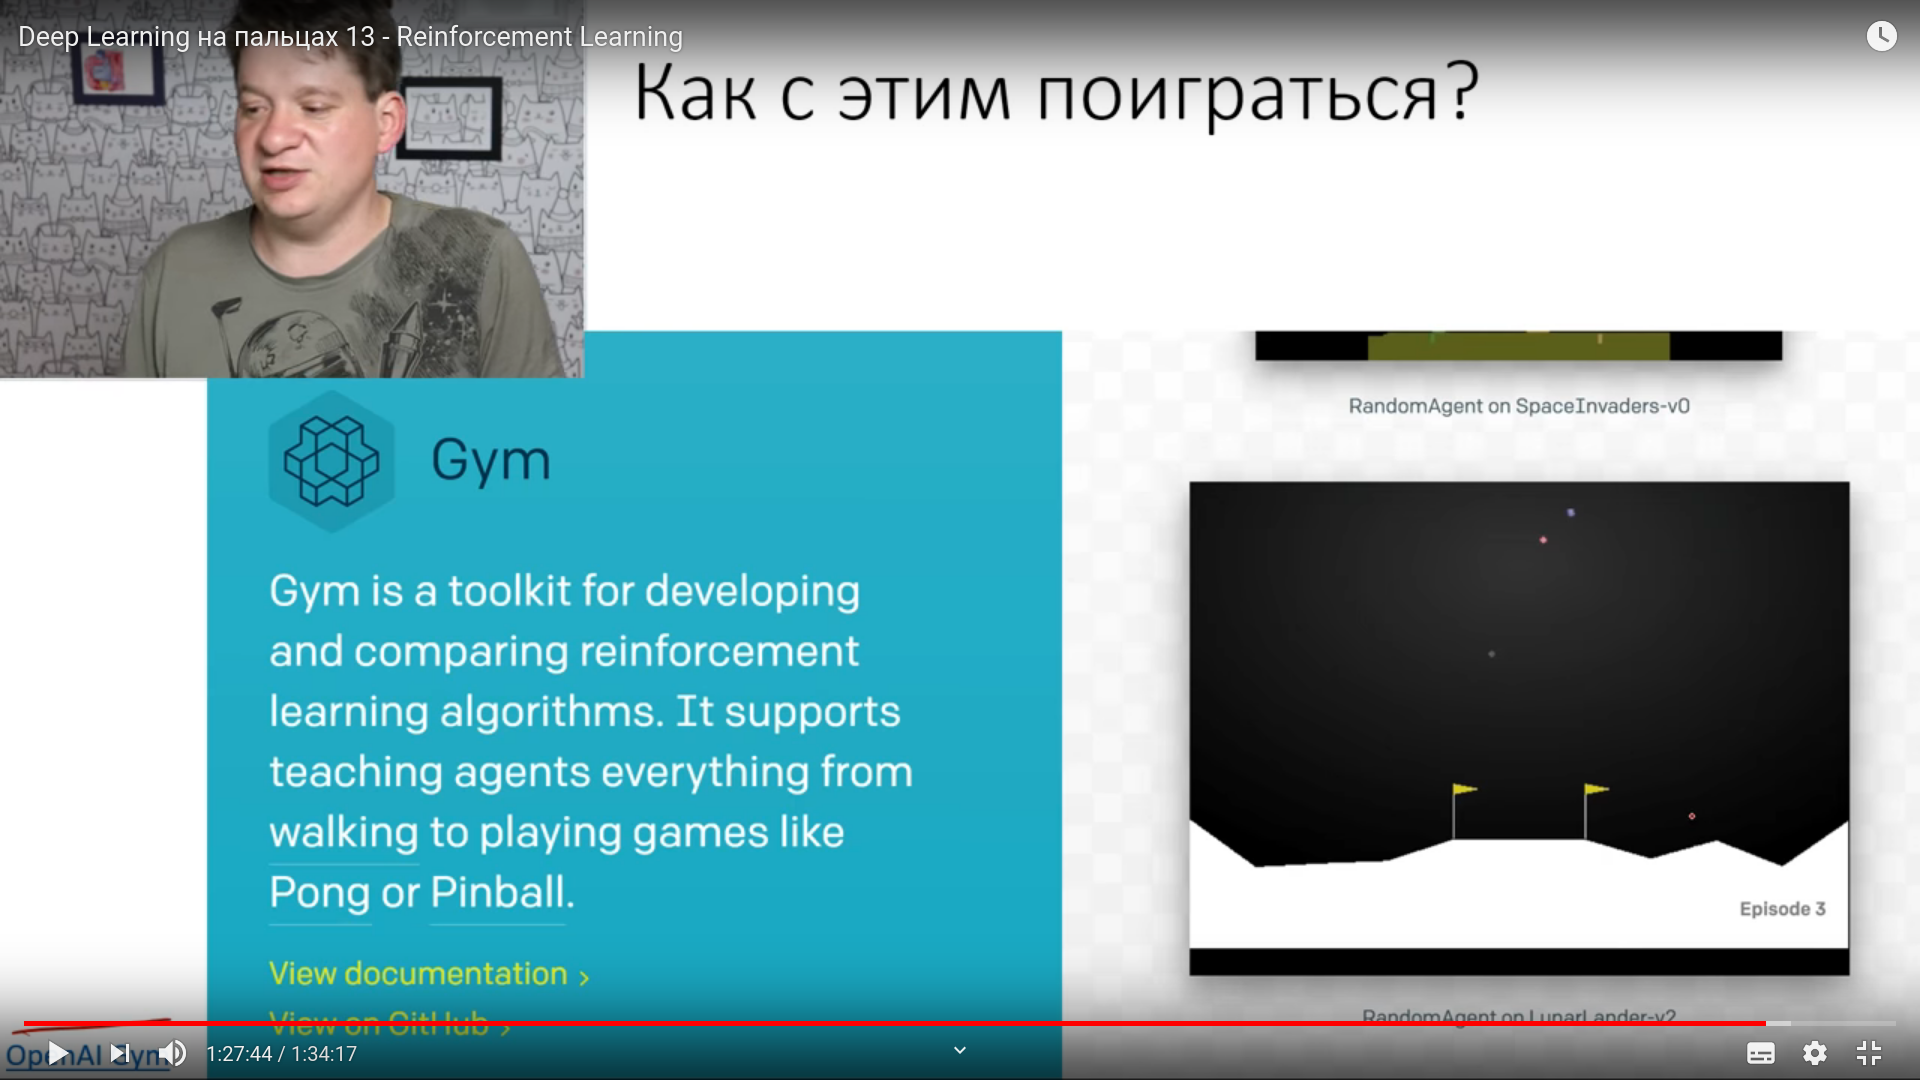 Deep Learning на пальцах 13 - Reinforcement Learning
Как с этим поиграться?
Gym
Gym is a toolkit for developing
and comparing reinforcement
learning algorithms. It supports
teaching agents everything from
walking to playing games like
Pong or Pinball.
View documentation >
View on GitHub >
RandomAgent on SpaceInvaders-v0
Episode 3
RandomAgent on LunarLander-v2
OpenAI Gym
1:27:44 / 1:34:17